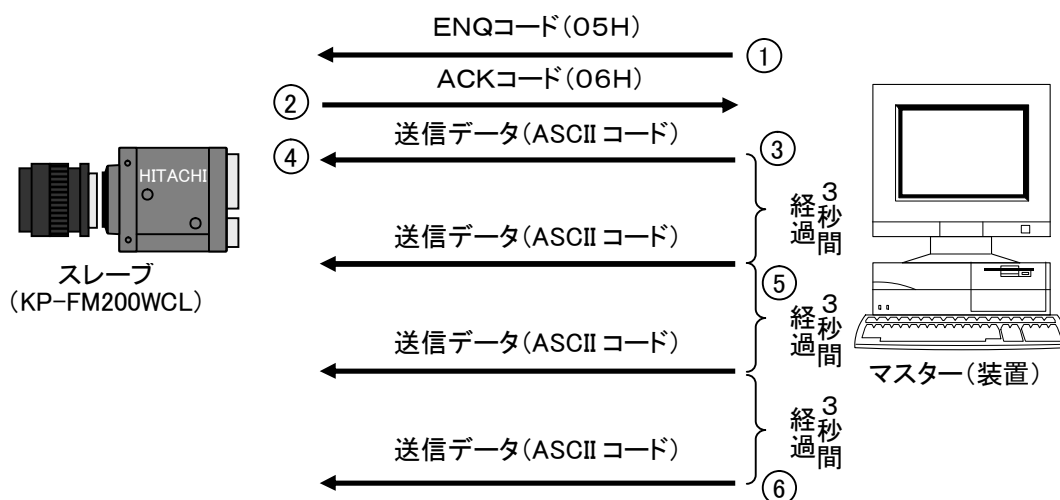 ENQコード(05H)
①
ACKコード(06H)
②
送信データ(ASCII コード)
③
④
HITACHI
3秒間経過
送信データ(ASCII コード)
スレーブ
(KP-FM200WCL)
⑤
3秒間経過
送信データ(ASCII コード)
マスター(装置)
3秒間経過
送信データ(ASCII コード)
⑥